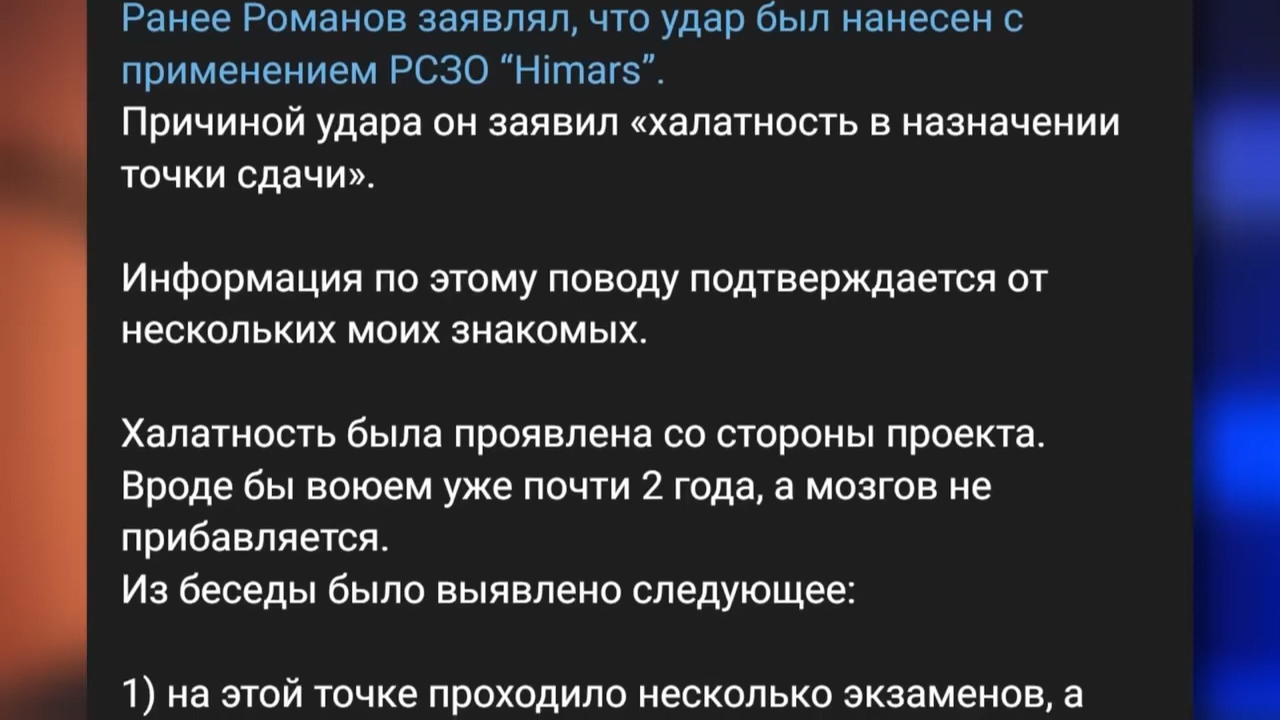 Ранее Романов заявлял, что удар был нанесен с
применением РСЗО “Himars”.
Причиной удара он заявил «халатность в назначении
точки сдачи».
Информация по этому поводу подтверждается от
нескольких моих знакомых.
Халатность была проявлена со стороны проекта.
Вроде бы воюем уже почти 2 года, а мозгов не
прибавляется.
Из беседы было выявлено следующее:
1) на этой точке проходило несколько экзаменов, а